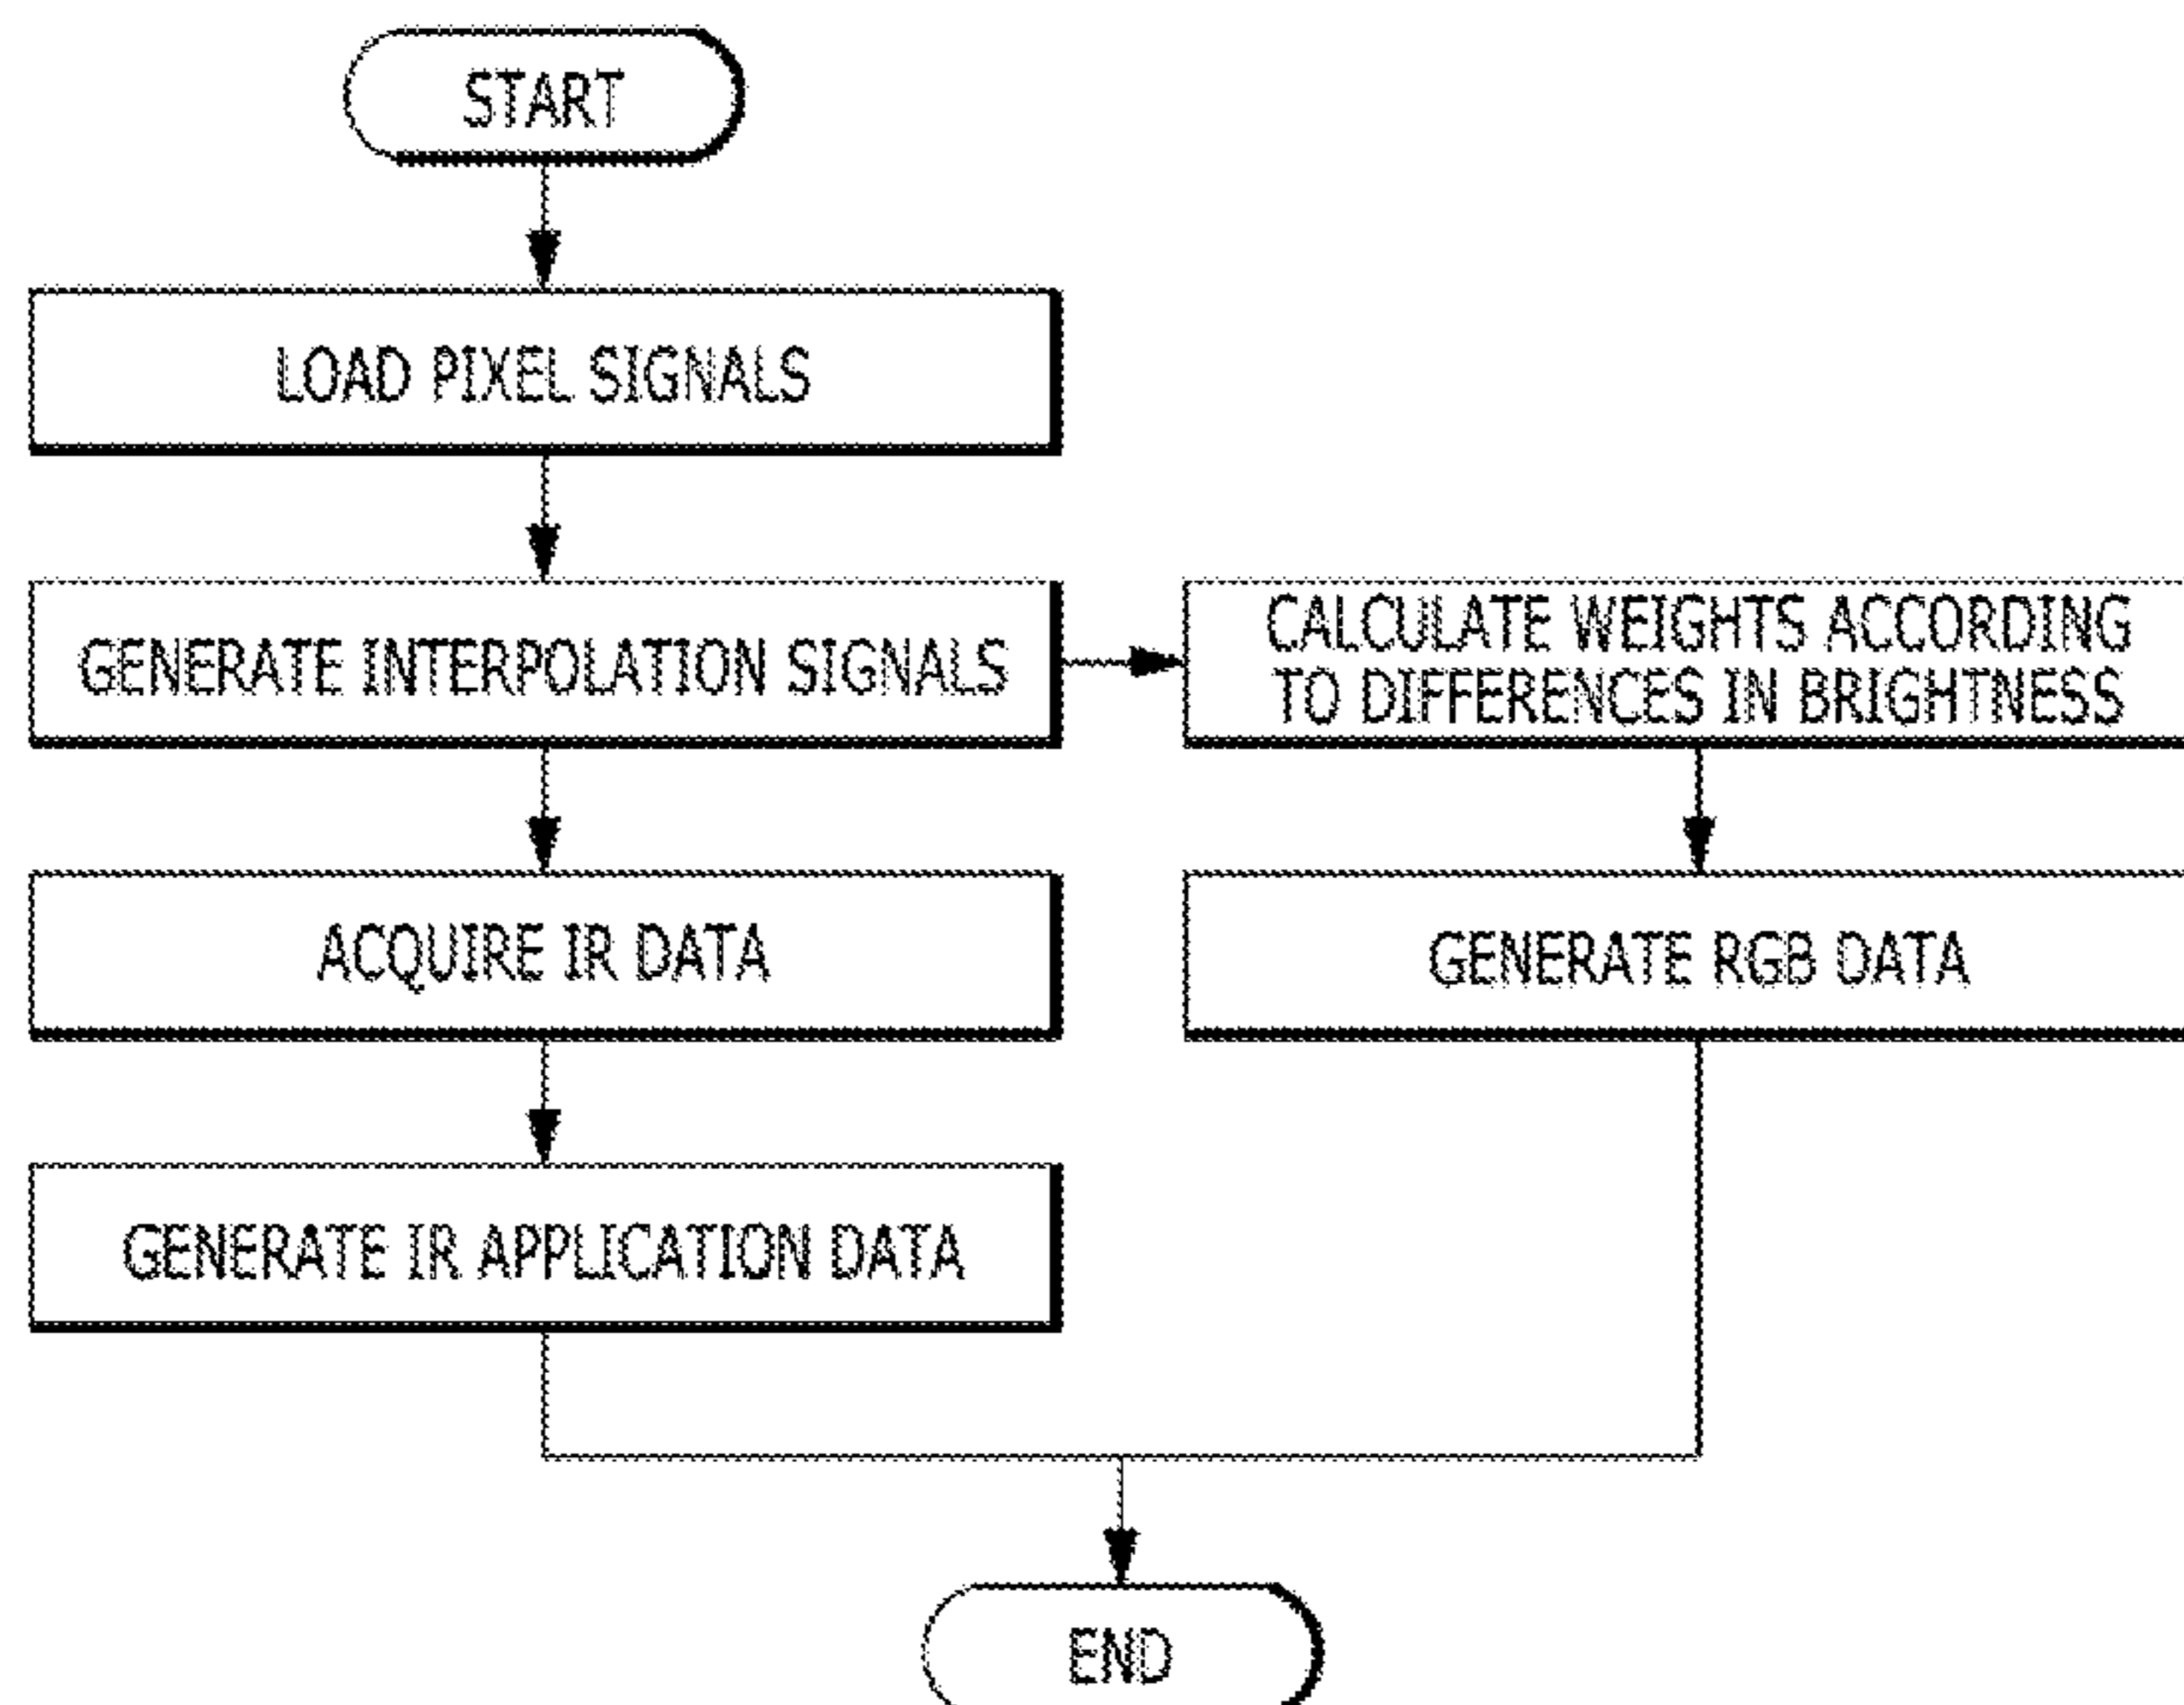 START
LOAD PIXEL SIGNALS
GENERATE INTERPOLATION SIGNALS
CALCULATE WEIGHTS ACCORDING
TO DIFFERENCES IN BRIGHTNESS
ACQUIRE IR DATA
GENERATE RGB DATA
GENERATE IR APPLICATION DATA
END